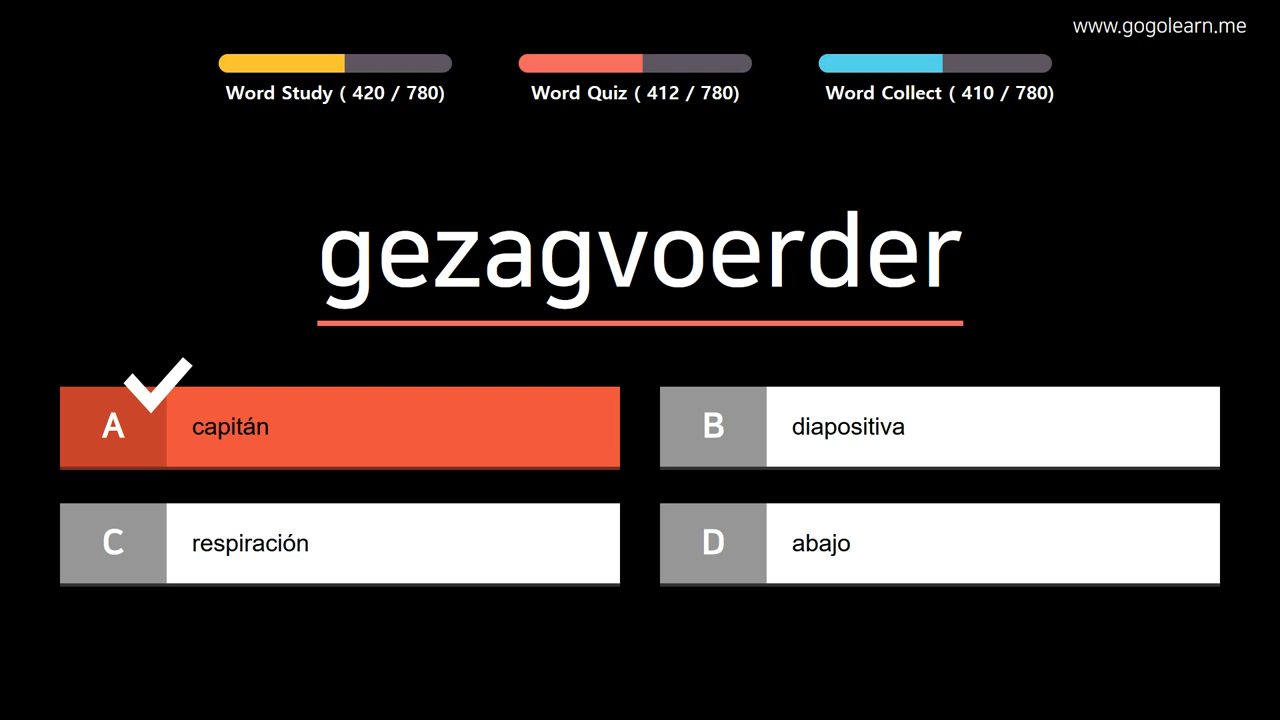 www.gogolearn.me
Word Study ( 420 / 780)
Word Quiz ( 412 / 780)
Word Collect ( 410 / 780)
gezagvoerder
A capitán
B diapositiva
C respiración
D abajo